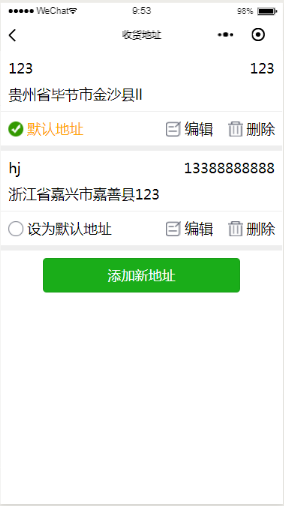 WeChat 9:53 98%
收货地址
123 123
贵州省毕节市金沙县ll
默认地址 编辑 删除
hj 13388888888
浙江省嘉兴市嘉善县123
设为默认地址 编辑 删除
添加新地址